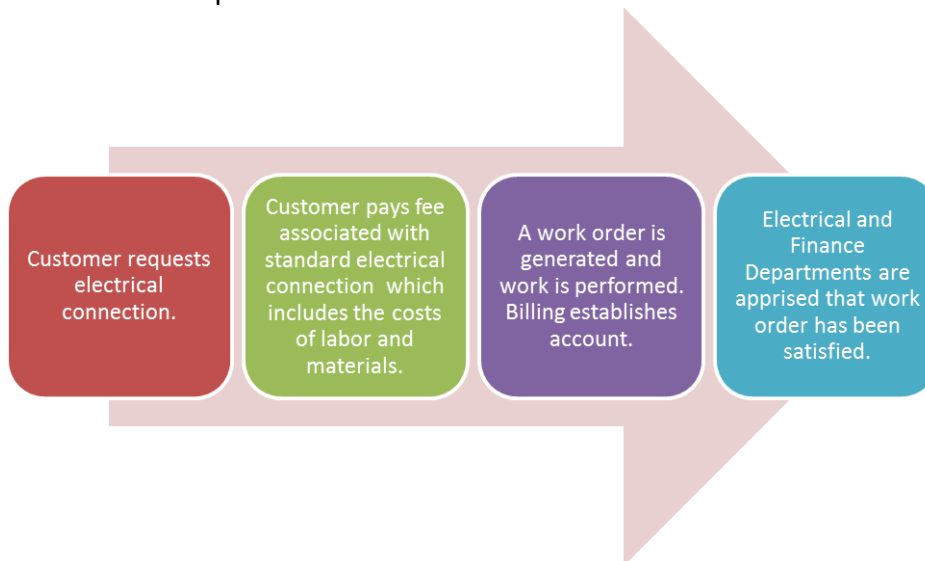 Customer requests
electrical
connection.
Customer pays fee
associated with
standard electrical
connection which
includes the costs
of labor and
materials.
A work order is
generated and
work is performed.
Billing establishes
account.
Electrical and
Finance
Departments are
apprised that work
order has been
satisfied.